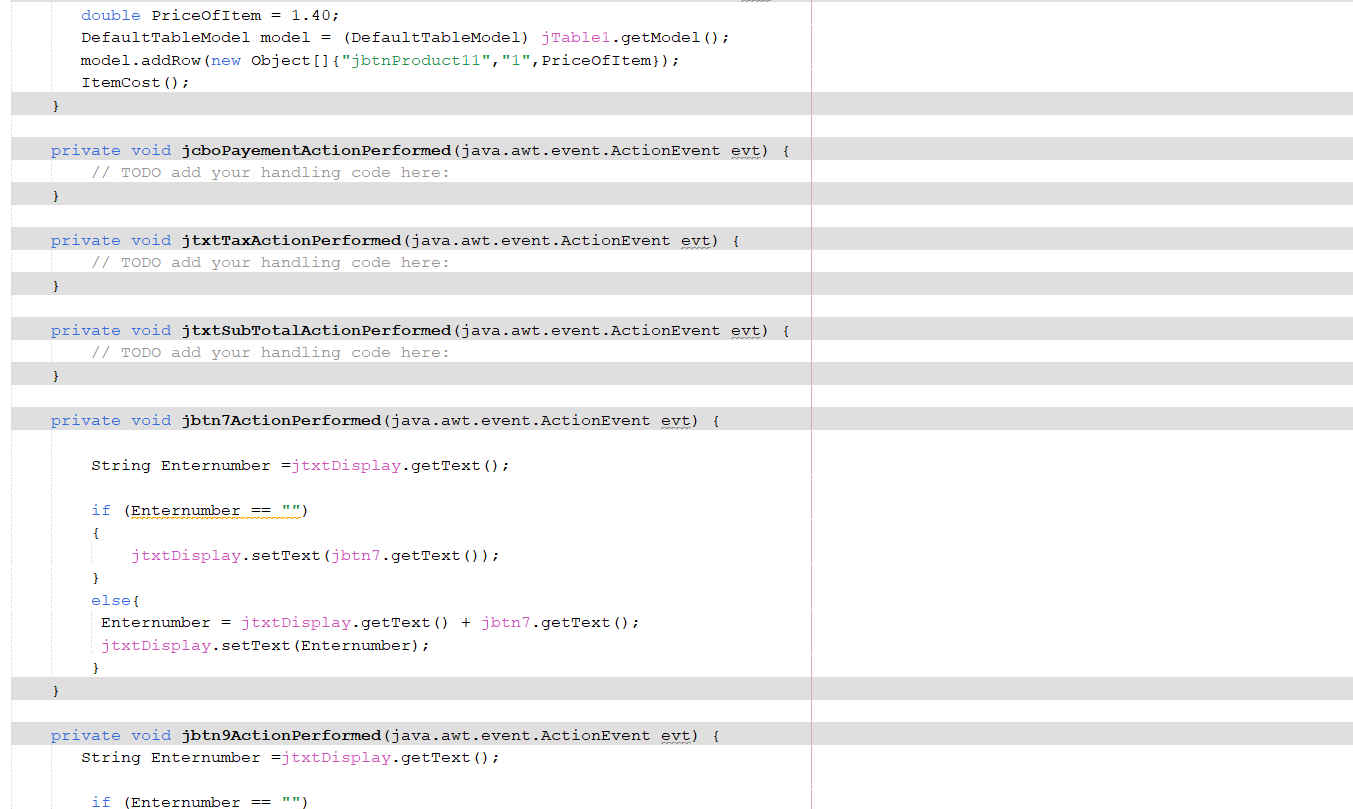 double PriceOfItem = 1.40;
DefaultTableModel model = (DefaultTableModel) jTable1.getModel();
model.addRow(new Object[]{"jbtnProduct11","1",PriceOfItem});
ItemCost();
}
private void jcboPayementActionPerformed(java.awt.event.ActionEvent evt) {
// TODO add your handling code here:
}
private void jtxtTaxActionPerformed(java.awt.event.ActionEvent evt) {
// TODO add your handling code here:
}
private void jtxtSubTotalActionPerformed(java.awt.event.ActionEvent evt) {
// TODO add your handling code here:
}
private void jbtn7ActionPerformed(java.awt.event.ActionEvent evt) {
String Enternumber =jtxtDisplay.getText();
if (Enternumber == "")
{
jtxtDisplay.setText(jbtn7.getText());
}
else{
Enternumber = jtxtDisplay.getText() + jbtn7.getText();
jtxtDisplay.setText(Enternumber);
}
}
private void jbtn9ActionPerformed(java.awt.event.ActionEvent evt) {
String Enternumber =jtxtDisplay.getText();
if (Enternumber == "")